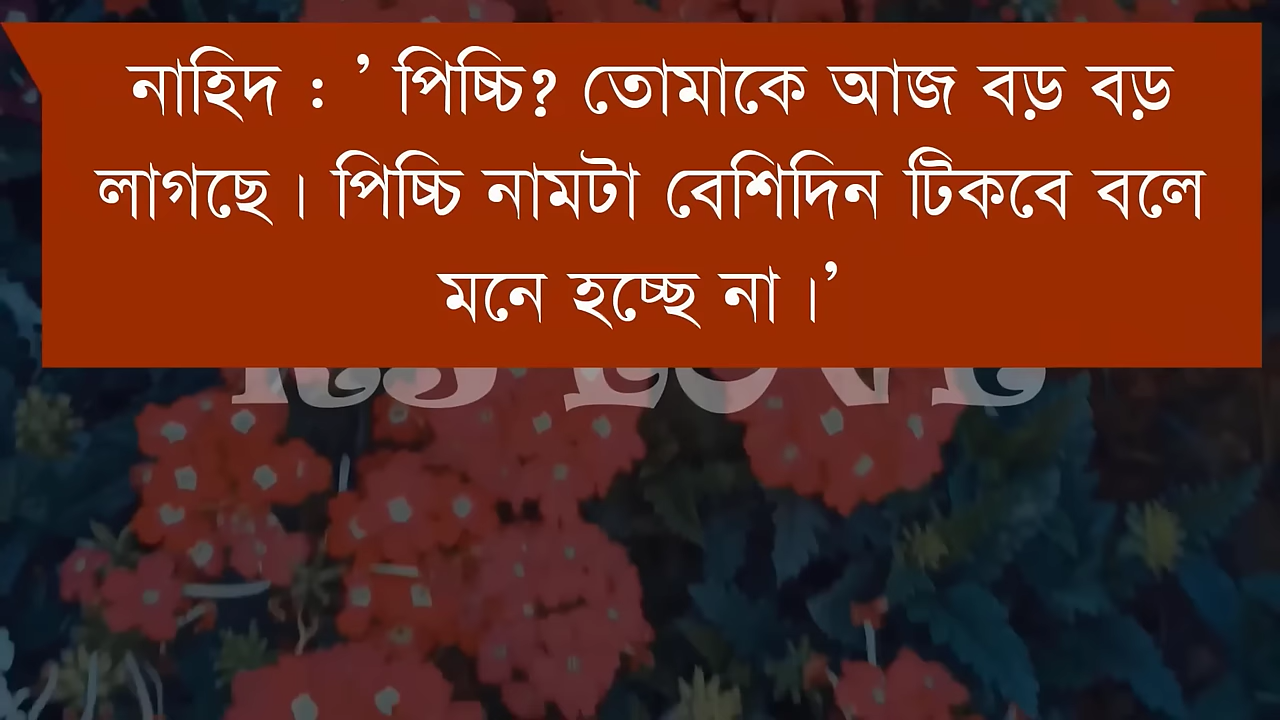 নাহিদ : ’ পিচ্চি? তোমাকে আজ বড় বড়
লাগছে। পিচ্চি নামটা বেশিদিন টিকবে বলে
মনে হচ্ছে না।’